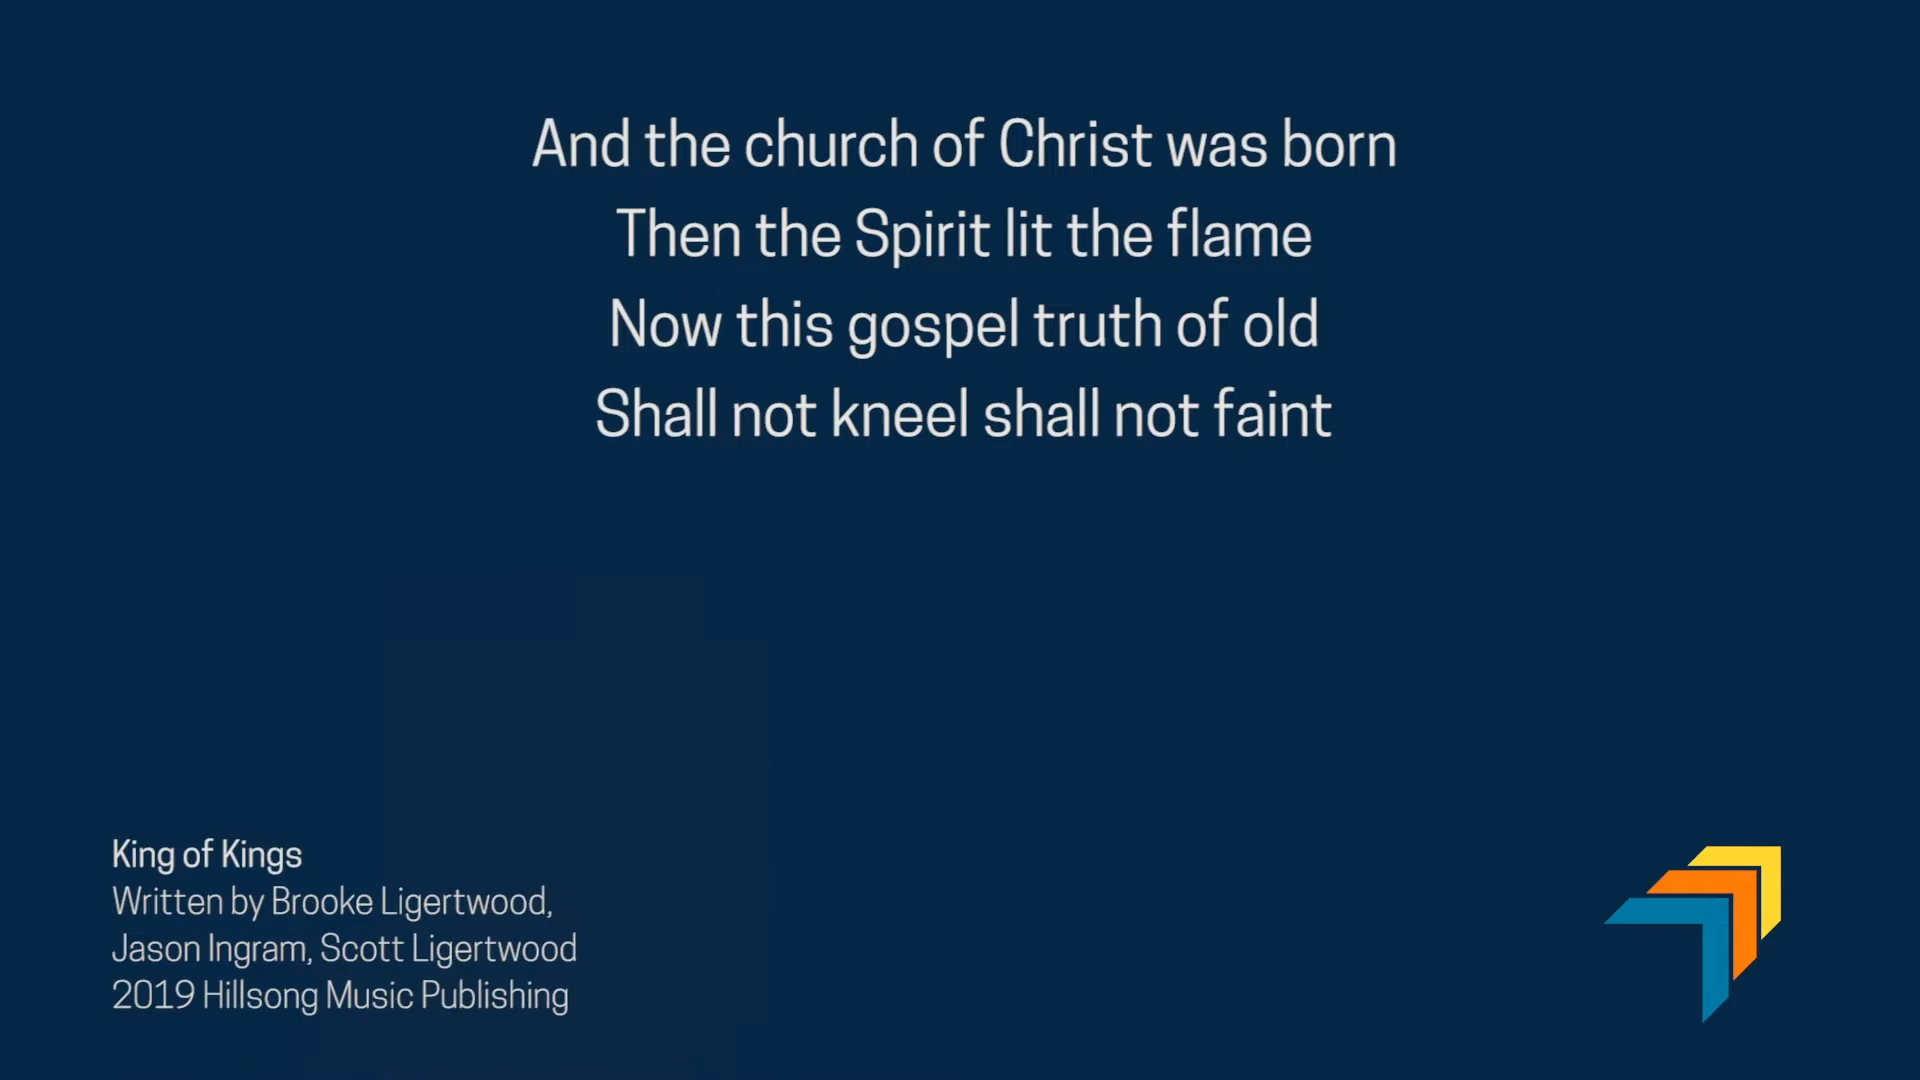 And the church of Christ was born
Then the Spirit lit the flame
Now this gospel truth of old
Shall not kneel shall not faint
King of Kings
Written by Brooke Ligertwood,
Jason Ingram, Scott Ligertwood
2019 Hillsong Music Publishing